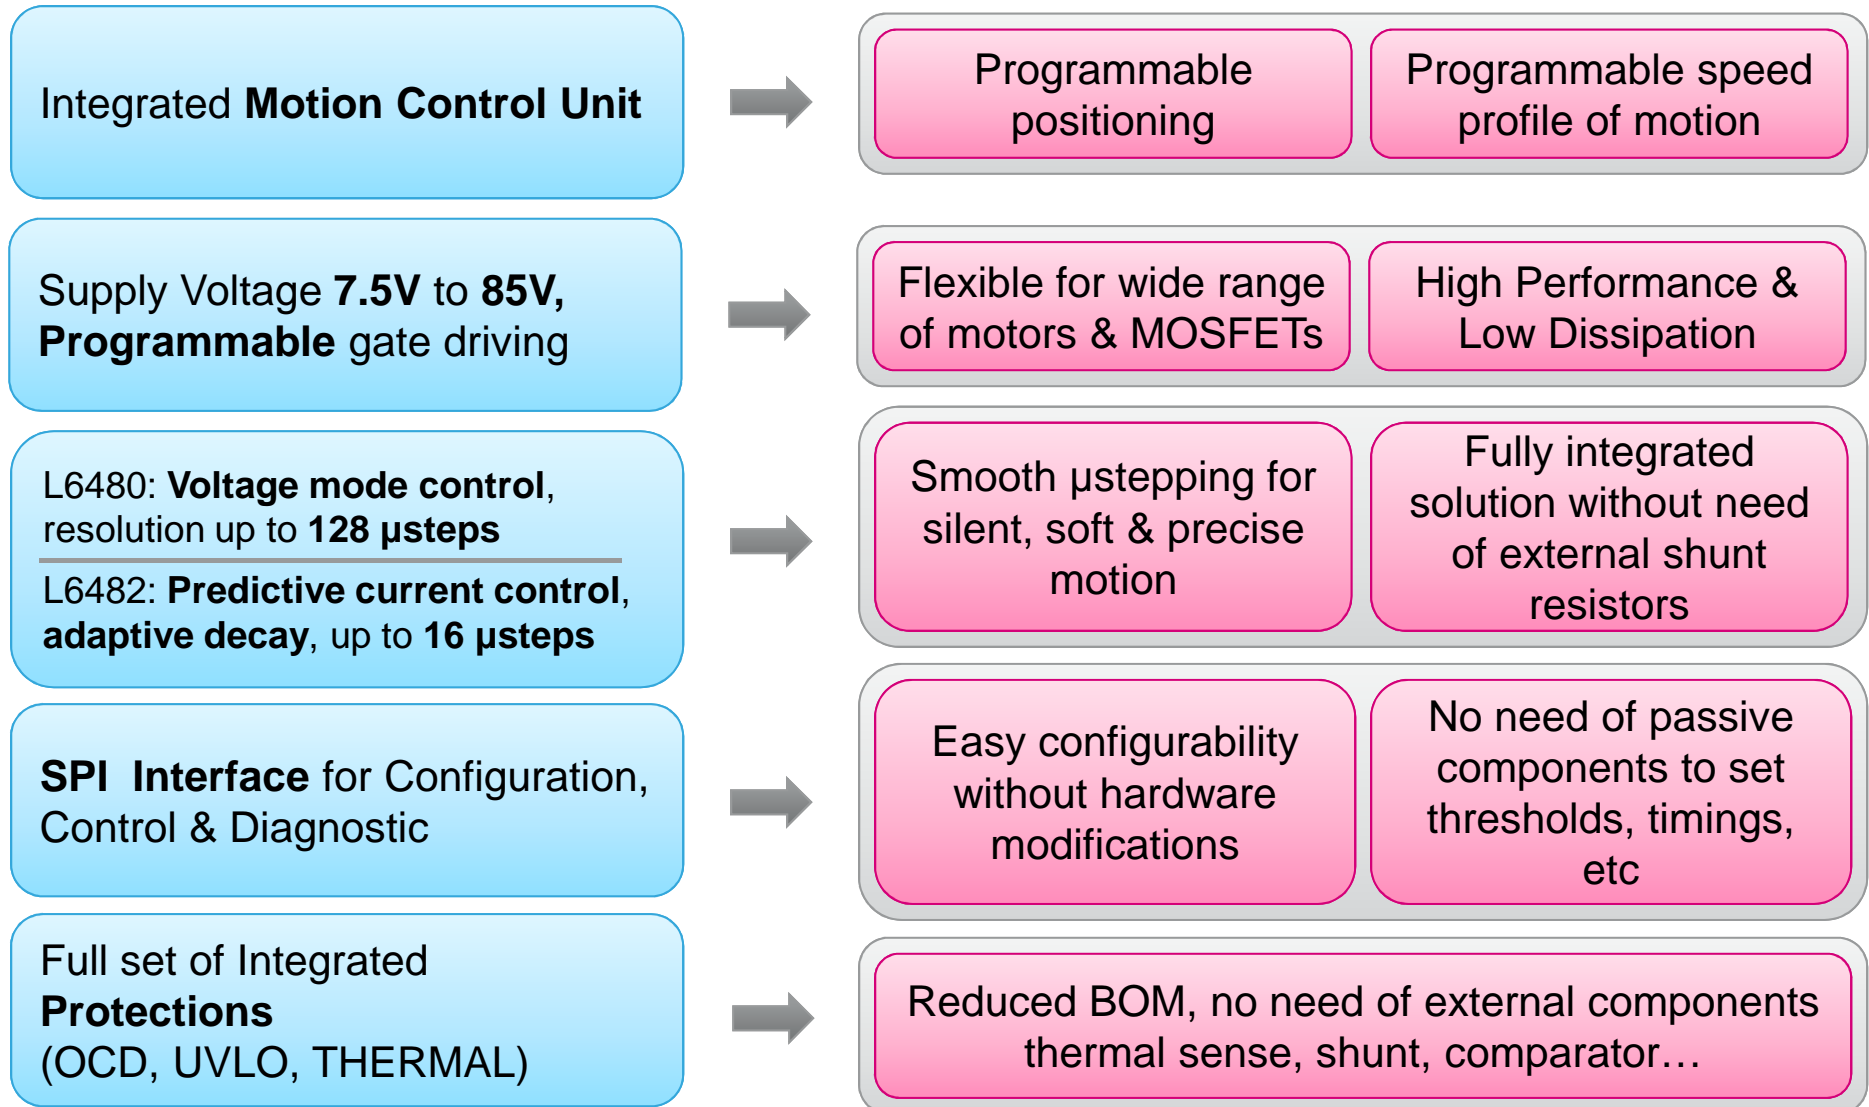 Integrated Motion Control Unit
Programmable
positioning
Programmable speed
profile of motion
Supply Voltage 7.5V to 85V,
Programmable gate driving
Flexible for wide range
of motors & MOSFETs
High Performance &
Low Dissipation
L6480: Voltage mode control,
resolution up to 128 µsteps
L6482: Predictive current control,
adaptive decay, up to 16 µsteps
Smooth µstepping for
silent, soft & precise
motion
Fully integrated
solution without need
of external shunt
resistors
SPI  Interface for Configuration,
Control & Diagnostic
Easy configurability
without hardware
modifications
No need of passive
components to set
thresholds, timings,
etc
Full set of Integrated
Protections
(OCD, UVLO, THERMAL)
Reduced BOM, no need of external components
thermal sense, shunt, comparator…